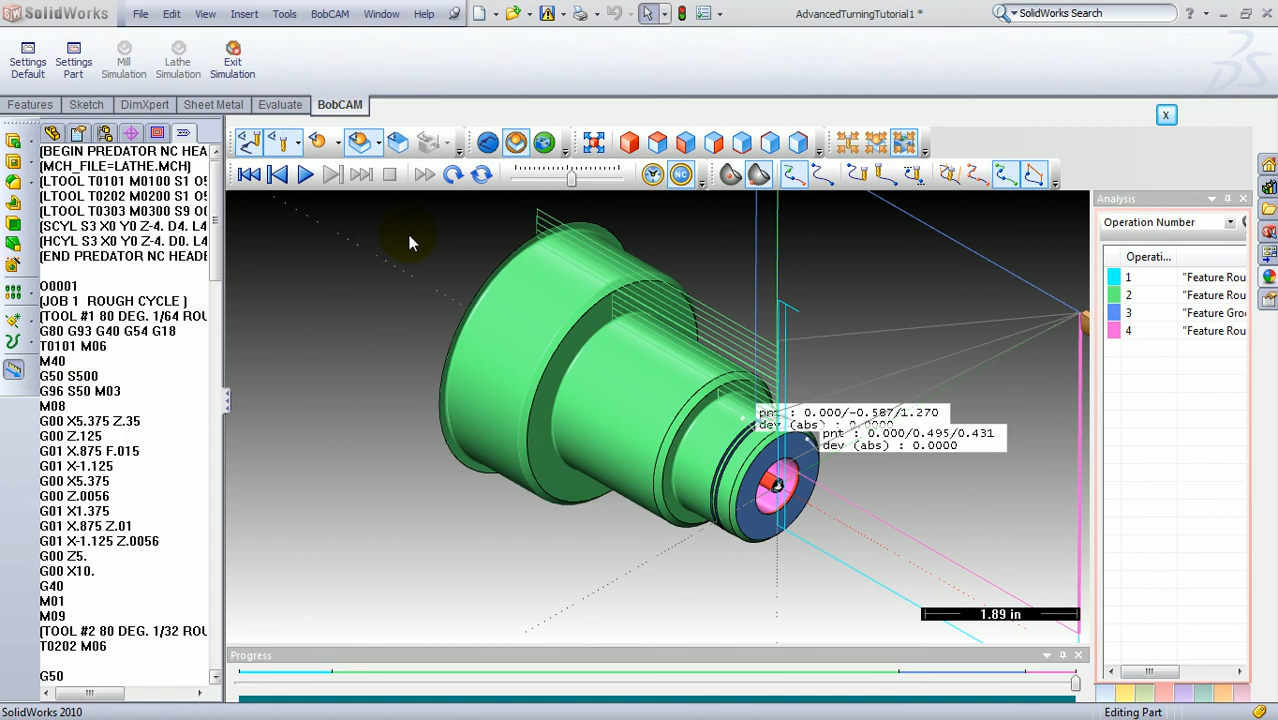 SolidWorks File Edit View Insert Tools BobCAM Window Help AdvancedTurningTutorial1 * SolidWorks Search
Settings Default
Settings Part
Mill Simulation
Lathe Simulation
Exit Simulation
Features Sketch DimXpert Sheet Metal Evaluate BobCAM
x
NC
Analysis
Operation Number
Operati...
1 "Feature Rou
2 "Feature Rou
3 "Feature Gro
4 "Feature Rou
(BEGIN PREDATOR NC HEA
(MCH_FILE=LATHE.MCH)
(LTOOL T0101 M0100 S1 O
(LTOOL T0202 M0200 S1 O
(LTOOL T0303 M0300 S9 O
(SCYL S3 X0 Y0 Z-4. D4. L4
(HCYL S3 X0 Y0 Z-4. D0. L4
(END PREDATOR NC HEADE
O0001
(JOB 1 ROUGH CYCLE )
(TOOL #1 80 DEG. 1/64 ROU
G80 G93 G40 G54 G18
T0101 M06
M40
G50 S500
G96 S50 M03
M08
G00 X5.375 Z.35
G00 Z.125
G01 X.875 F.015
G01 X-1.125
G00 X5.375
G00 Z.0056
G01 X1.375
G01 X.875 Z.01
G01 X-1.125 Z.0056
G00 Z5.
G00 X10.
G40
M01
M09
(TOOL #2 80 DEG. 1/32 ROU
T0202 M06
G50
pnt : 0.000/-0.587/1.270
dev (abs) : 0.0000
pnt : 0.000/0.495/0.431
dev (abs) : 0.0000
1.89 in
Progress
SolidWorks 2010
Editing Part